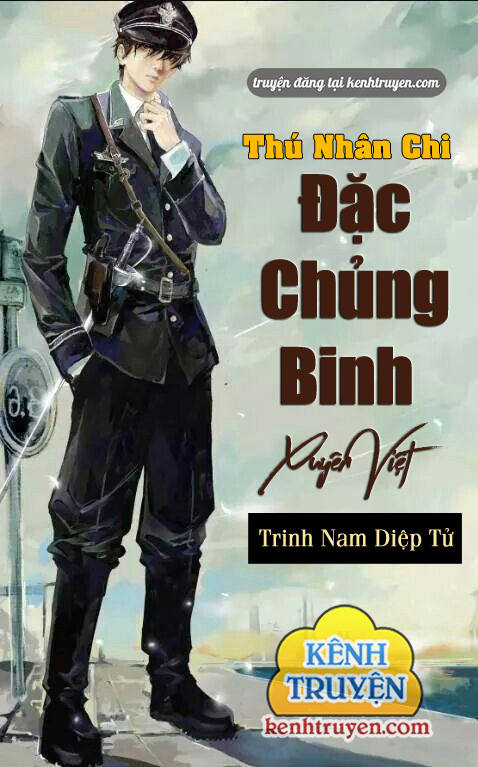 truyện đăng tại kenhtruyen.com
Thú Nhân Chi
Đặc
Chủng
Binh
Xuyên Việt
Trinh Nam Diệp Tử
KÊNH
TRUYỆN
kenhtruyen.com